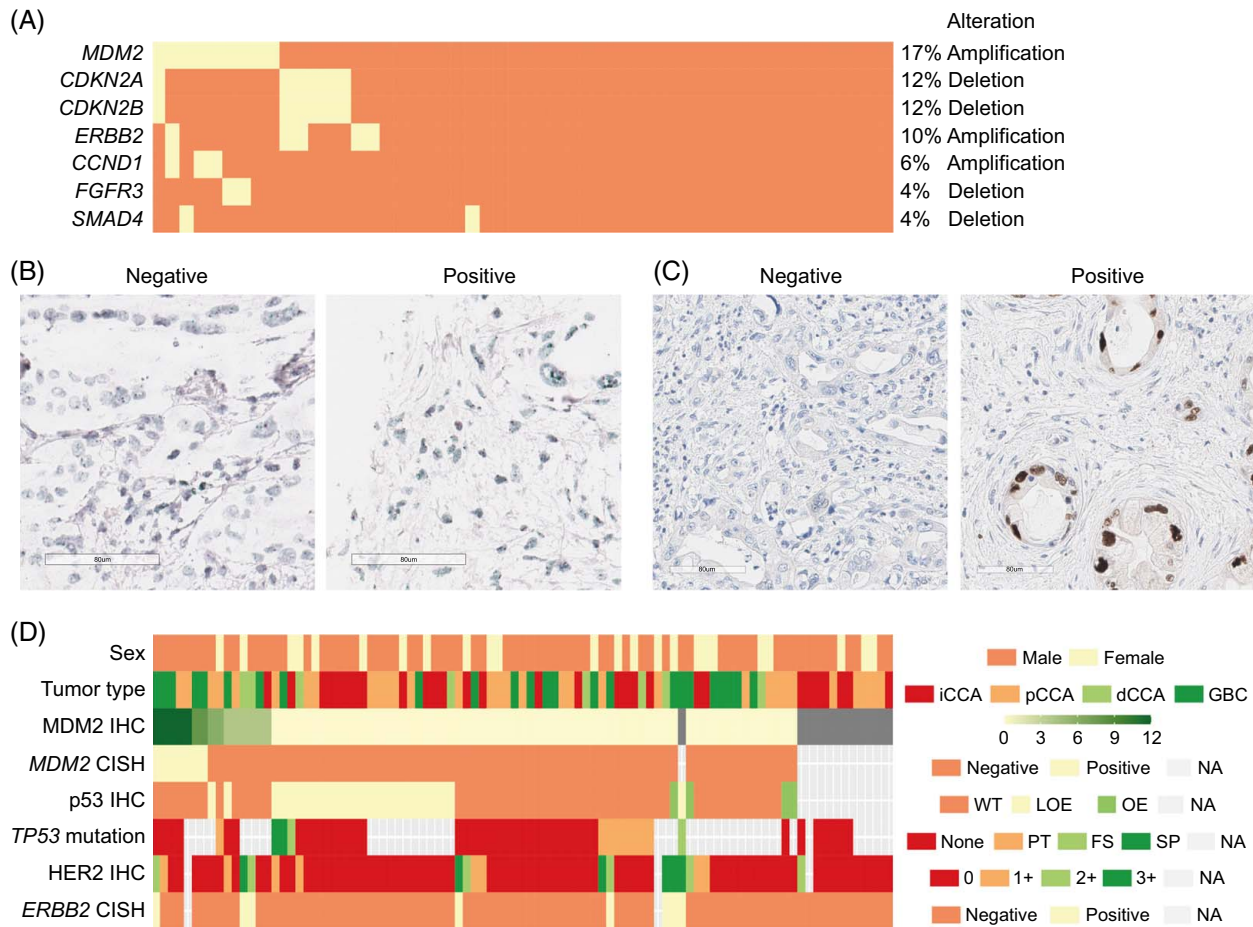 (A)
Alteration
MDM2 17% Amplification
CDKN2A 12% Deletion
CDKN2B 12% Deletion
ERBB2 10% Amplification
CCND1 6% Amplification
FGFR3 4% Deletion
SMAD4 4% Deletion
(B) Negative Positive
(C) Negative Positive
80um 80um 80um 80um
(D)
Sex Male Female
Tumor type iCCA pCCA dCCA GBC
MDM2 IHC 0 3 6 9 12
MDM2 CISH Negative Positive NA
p53 IHC WT LOE OE NA
TP53 mutation None PT FS SP NA
HER2 IHC 0 1+ 2+ 3+ NA
ERBB2 CISH Negative Positive NA